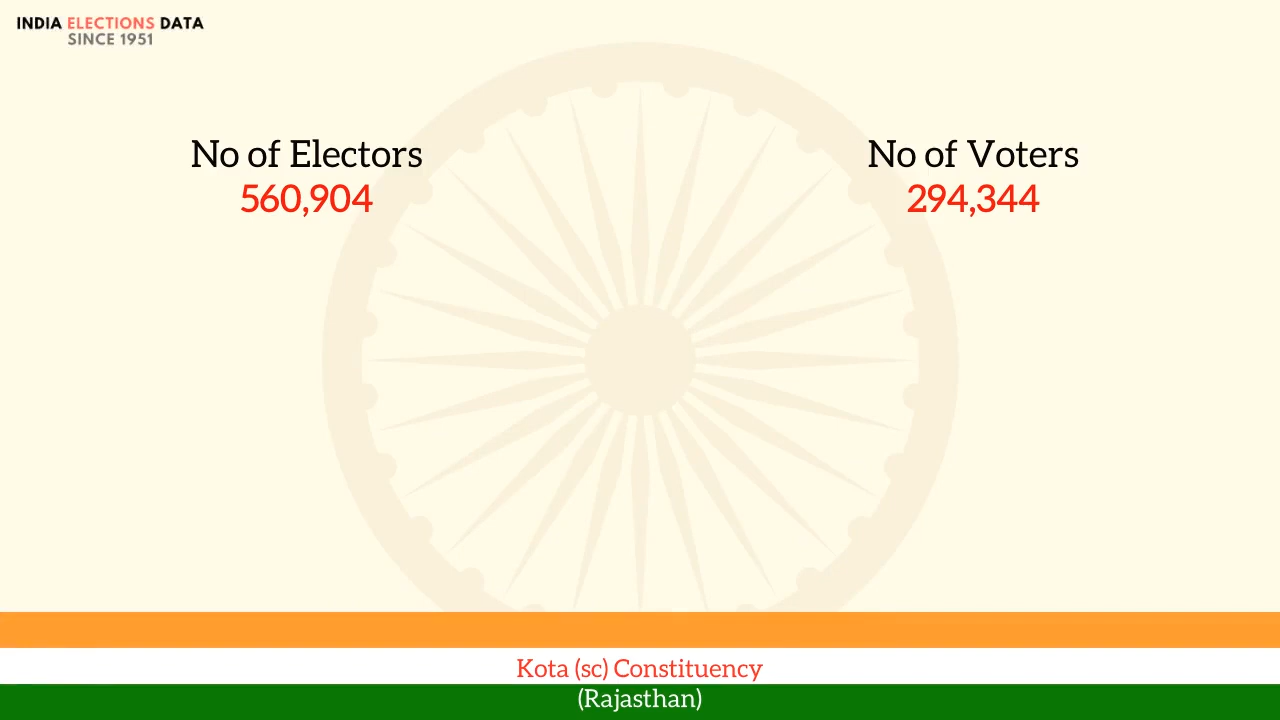 INDIA ELECTIONS DATA
SINCE 1951
No of Electors
560,904
No of Voters
294,344
Kota (sc) Constituency
(Rajasthan)